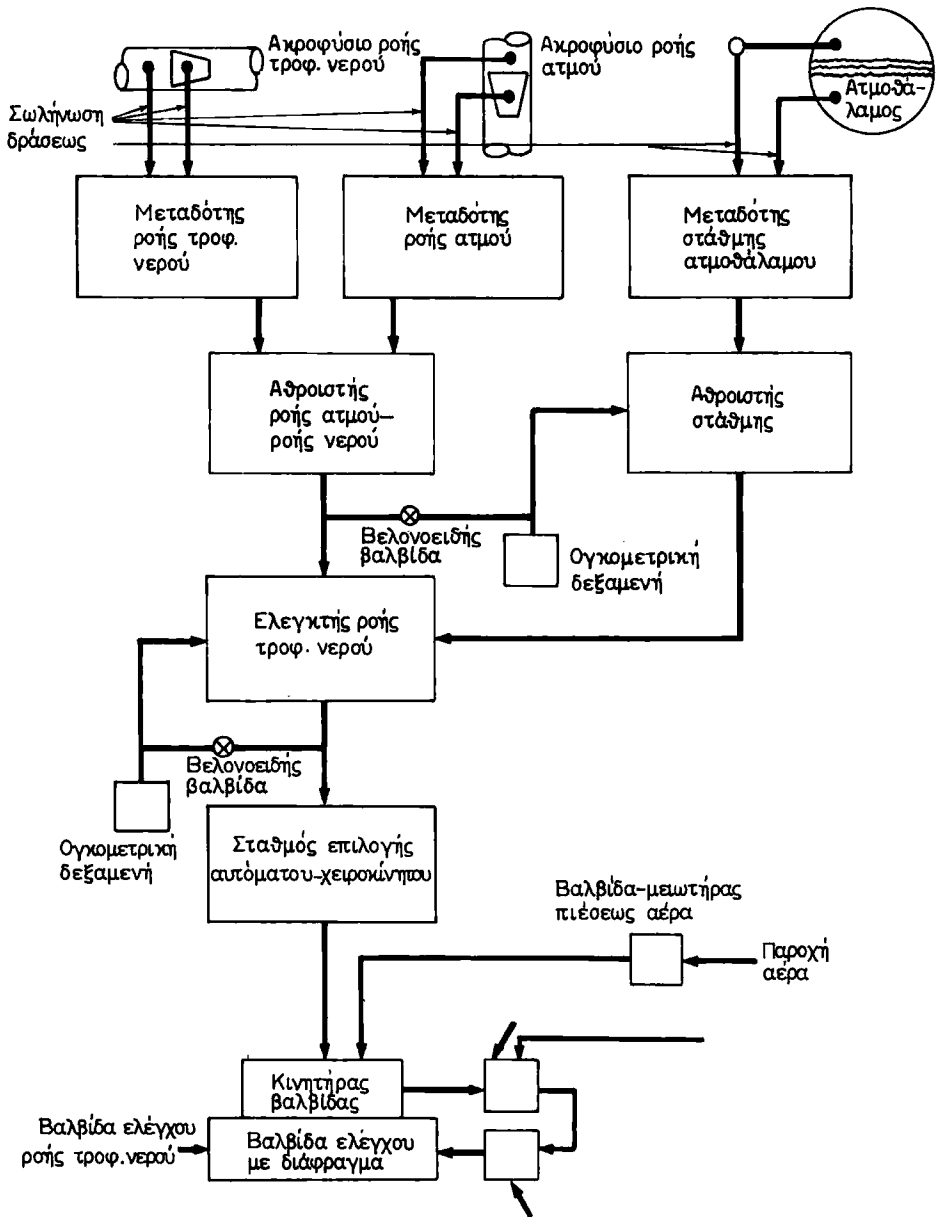 Ακροφύσιο ροής
τροφ. νερού
Ακροφύσιο ροής
ατμού
Ατμοθά-
λαμος
Σωλήνωση
δράσεως
Μεταδότης
ροής τροφ.
νερού
Μεταδότης
ροής ατμού
Μεταδότης
στάθμης
ατμοθάλαμου
Αθροιστής
ροής ατμού–
ροής νερού
Αθροιστής
στάθμης
Βελονοειδής
βαλβίδα
Ογκομετρική
δεξαμενή
Ελεγκτής ροής
τροφ. νερού
Βελονοειδής
βαλβίδα
Ογκομετρική
δεξαμενή
Σταθμός επιλογής
αυτόματου-χειροκίνητου
Βαλβίδα-μειωτήρας
πιέσεως αέρα
Παροχή
αέρα
Κινητήρας
βαλβίδας
Βαλβίδα ελέγχου
ροής τροφ. νερού
Βαλβίδα ελέγχου
με διάφραγμα